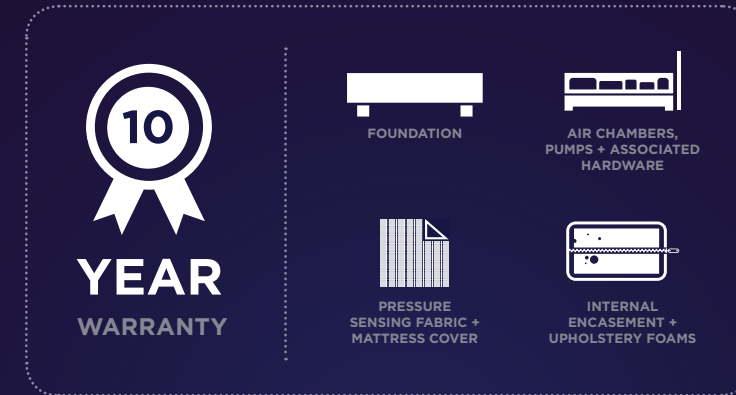 10
YEAR
WARRANTY
FOUNDATION
AIR CHAMBERS,
PUMPS + ASSOCIATED
HARDWARE
PRESSURE
SENSING FABRIC +
MATTRESS COVER
INTERNAL
ENCASEMENT +
UPHOLSTERY FOAMS